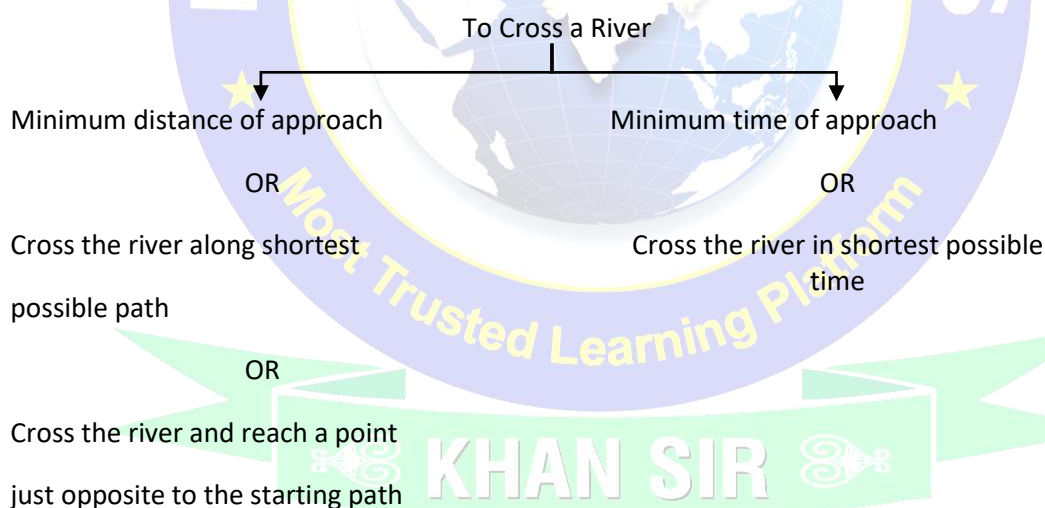 To Cross a River
Minimum distance of approach
Minimum time of approach
OR
OR
Cross the river along shortest
possible path
Cross the river in shortest possible
time
OR
Cross the river and reach a point
just opposite to the starting path
Most Trusted Learning Platform
KHAN SIR